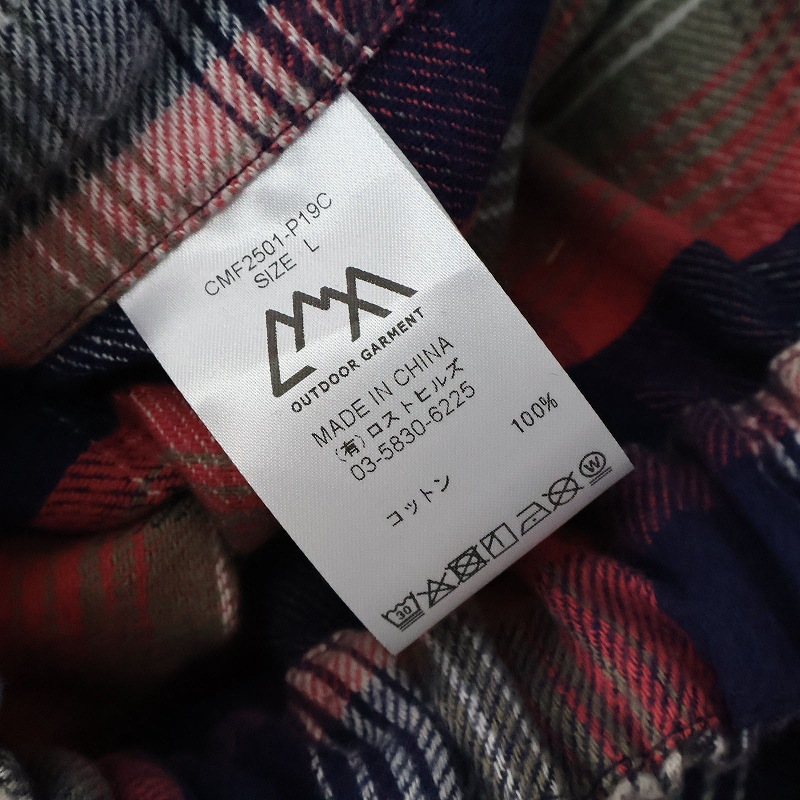 CMF2501-P19C
SIZE L
OUTDOOR GARMENT
MADE IN CHINA
(有)ロストヒルズ
03-5830-6225
コットン 100%
30
W